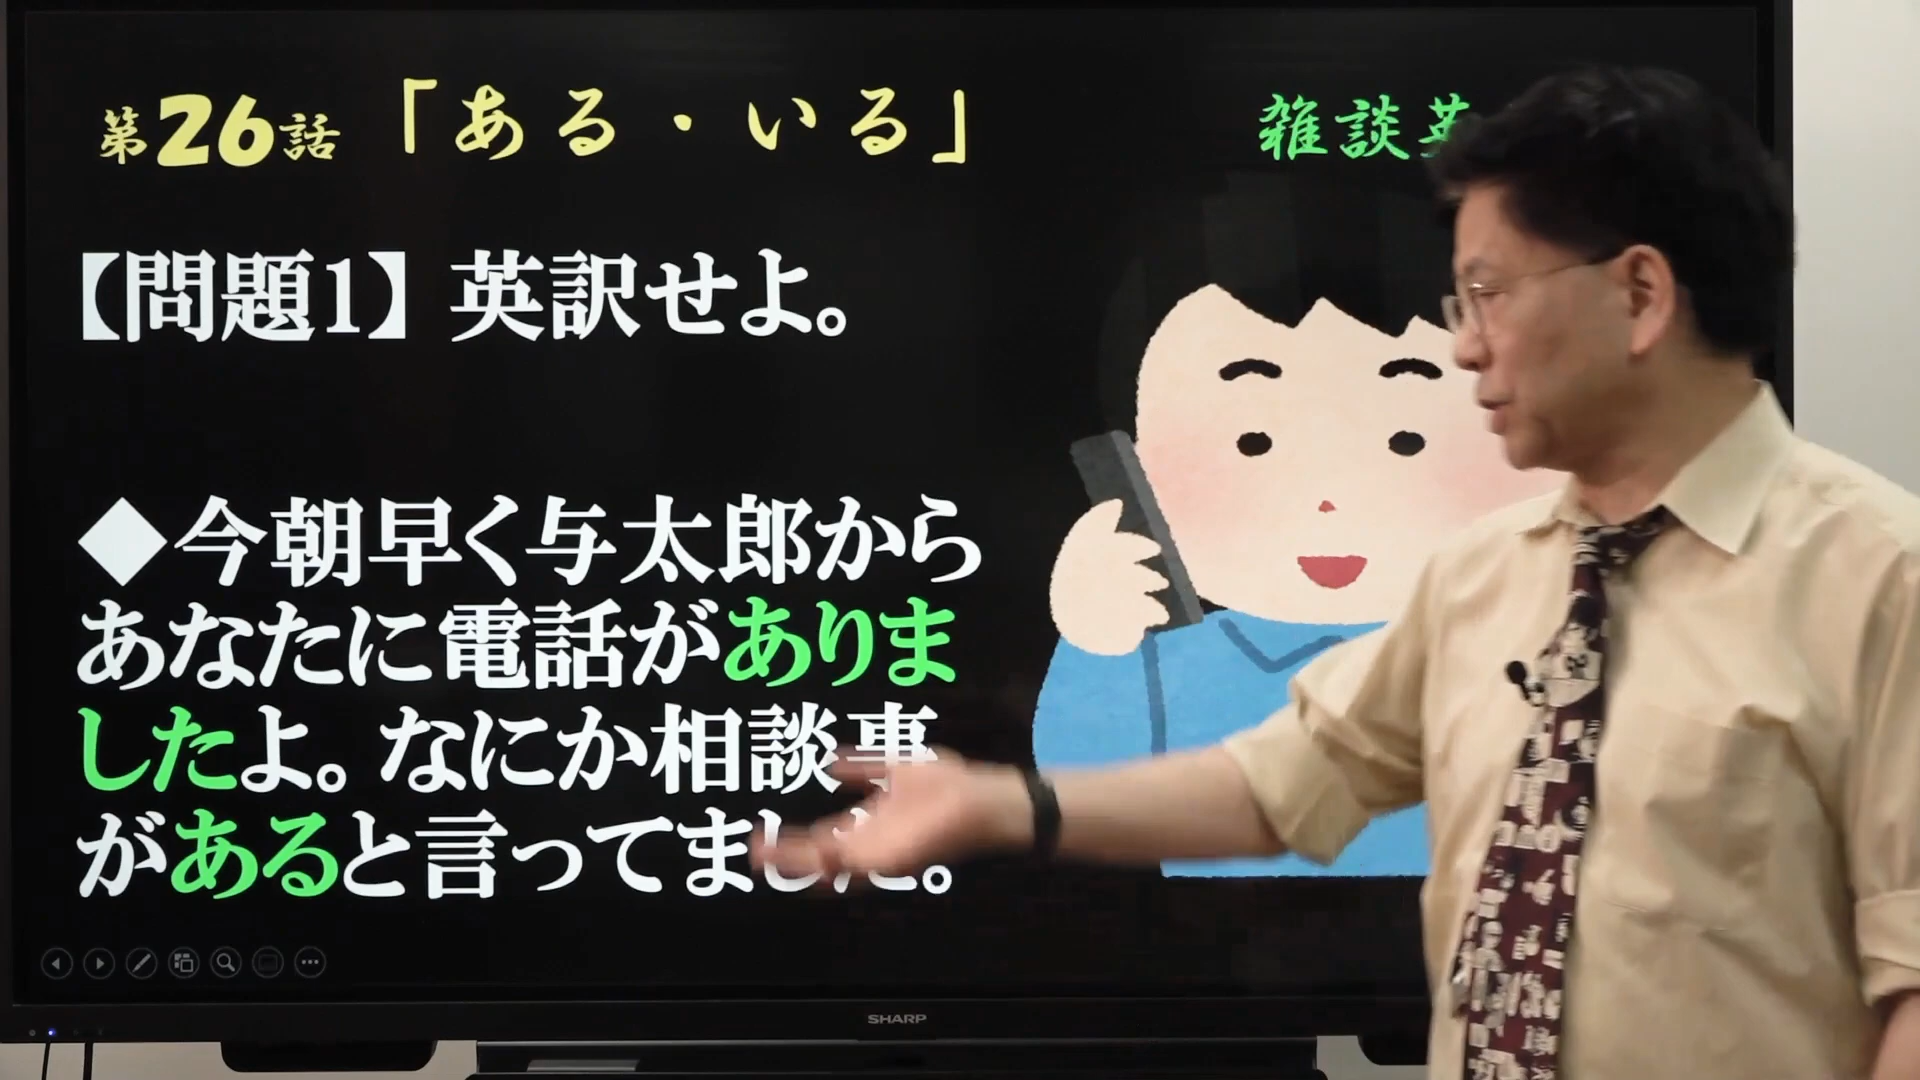 第26話 「ある・いる」
雑談英
【問題1】 英訳せよ。
◆今朝早く与太郎から
あなたに電話がありま
したよ。なにか相談事
があると言ってました。
SHARP